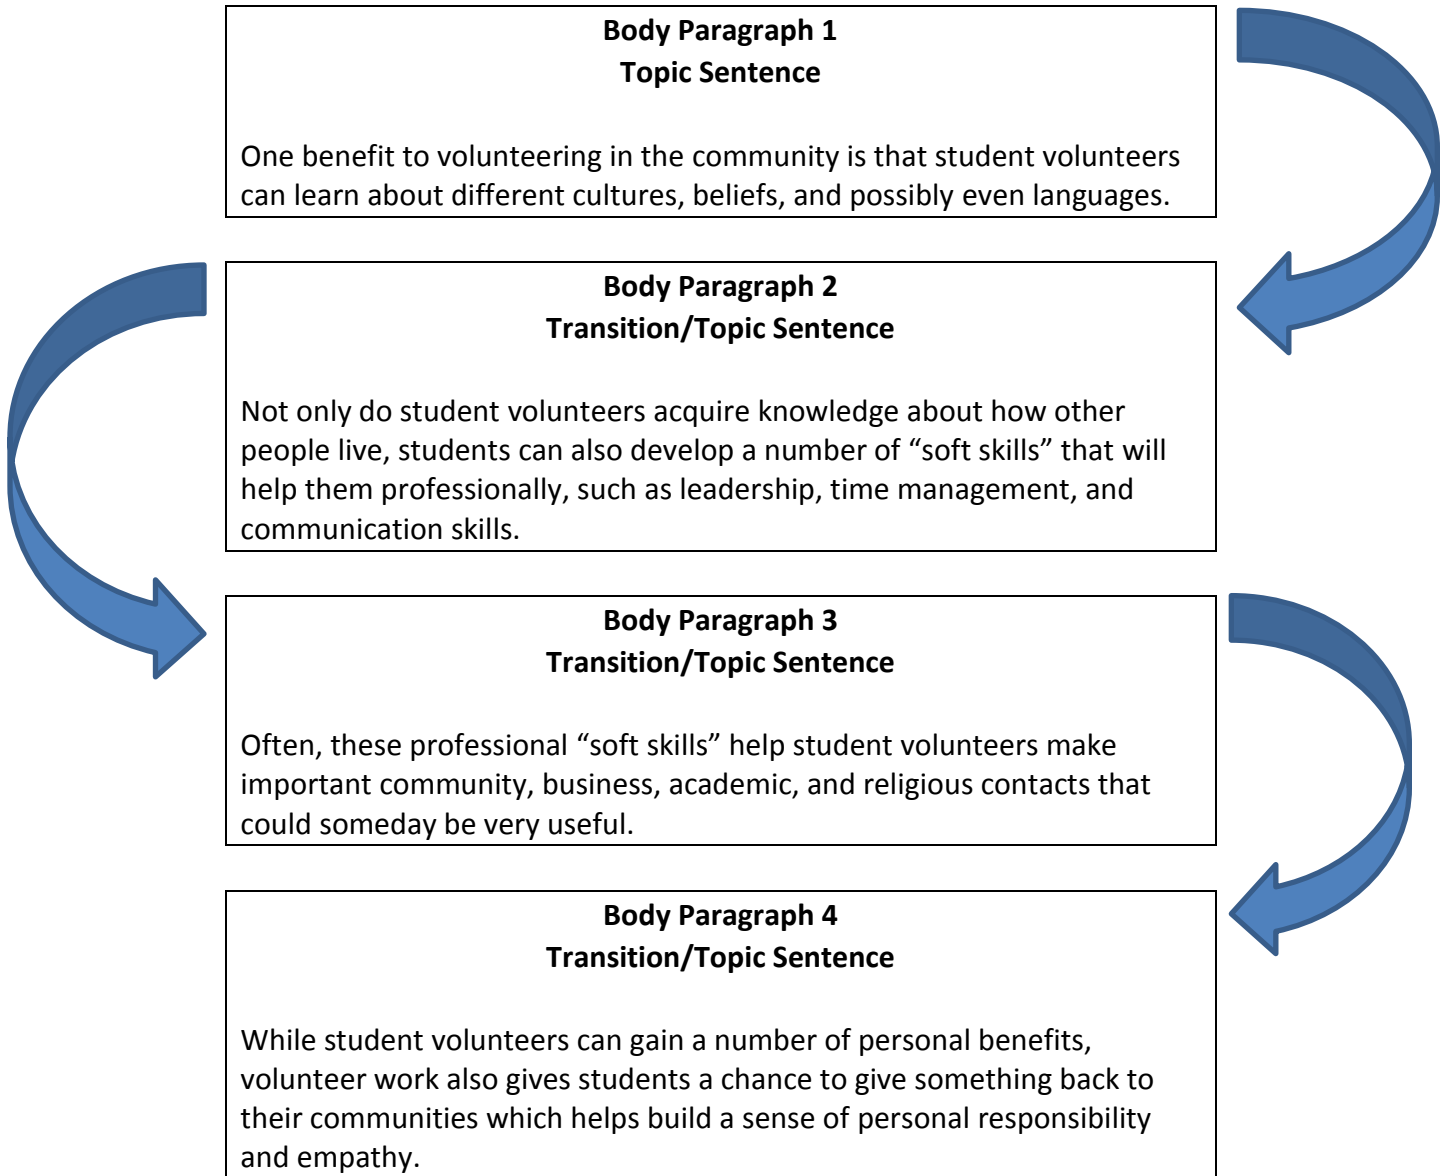 Body Paragraph 1
Topic Sentence
One benefit to volunteering in the community is that student volunteers
can learn about different cultures, beliefs, and possibly even languages.
Body Paragraph 2
Transition/Topic Sentence
Not only do student volunteers acquire knowledge about how other
people live, students can also develop a number of “soft skills” that will
help them professionally, such as leadership, time management, and
communication skills.
Body Paragraph 3
Transition/Topic Sentence
Often, these professional “soft skills” help student volunteers make
important community, business, academic, and religious contacts that
could someday be very useful.
Body Paragraph 4
Transition/Topic Sentence
While student volunteers can gain a number of personal benefits,
volunteer work also gives students a chance to give something back to
their communities which helps build a sense of personal responsibility
and empathy.